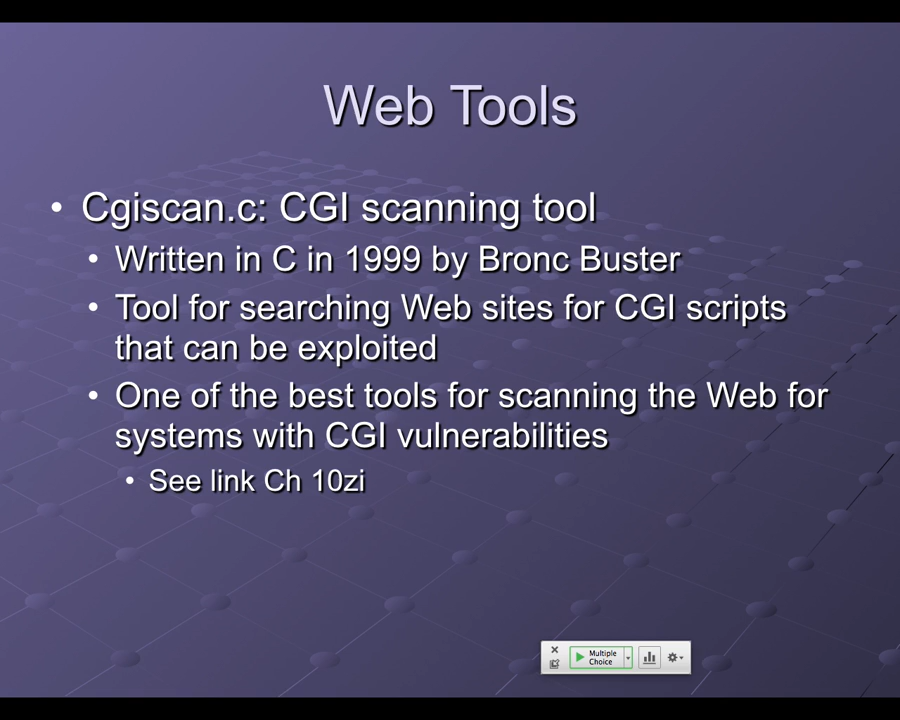 Web Tools
• Cgiscan.c: CGI scanning tool
• Written in C in 1999 by Bronc Buster
• Tool for searching Web sites for CGI scripts
that can be exploited
• One of the best tools for scanning the Web for
systems with CGI vulnerabilities
• See link Ch 10zi
Multiple
Choice